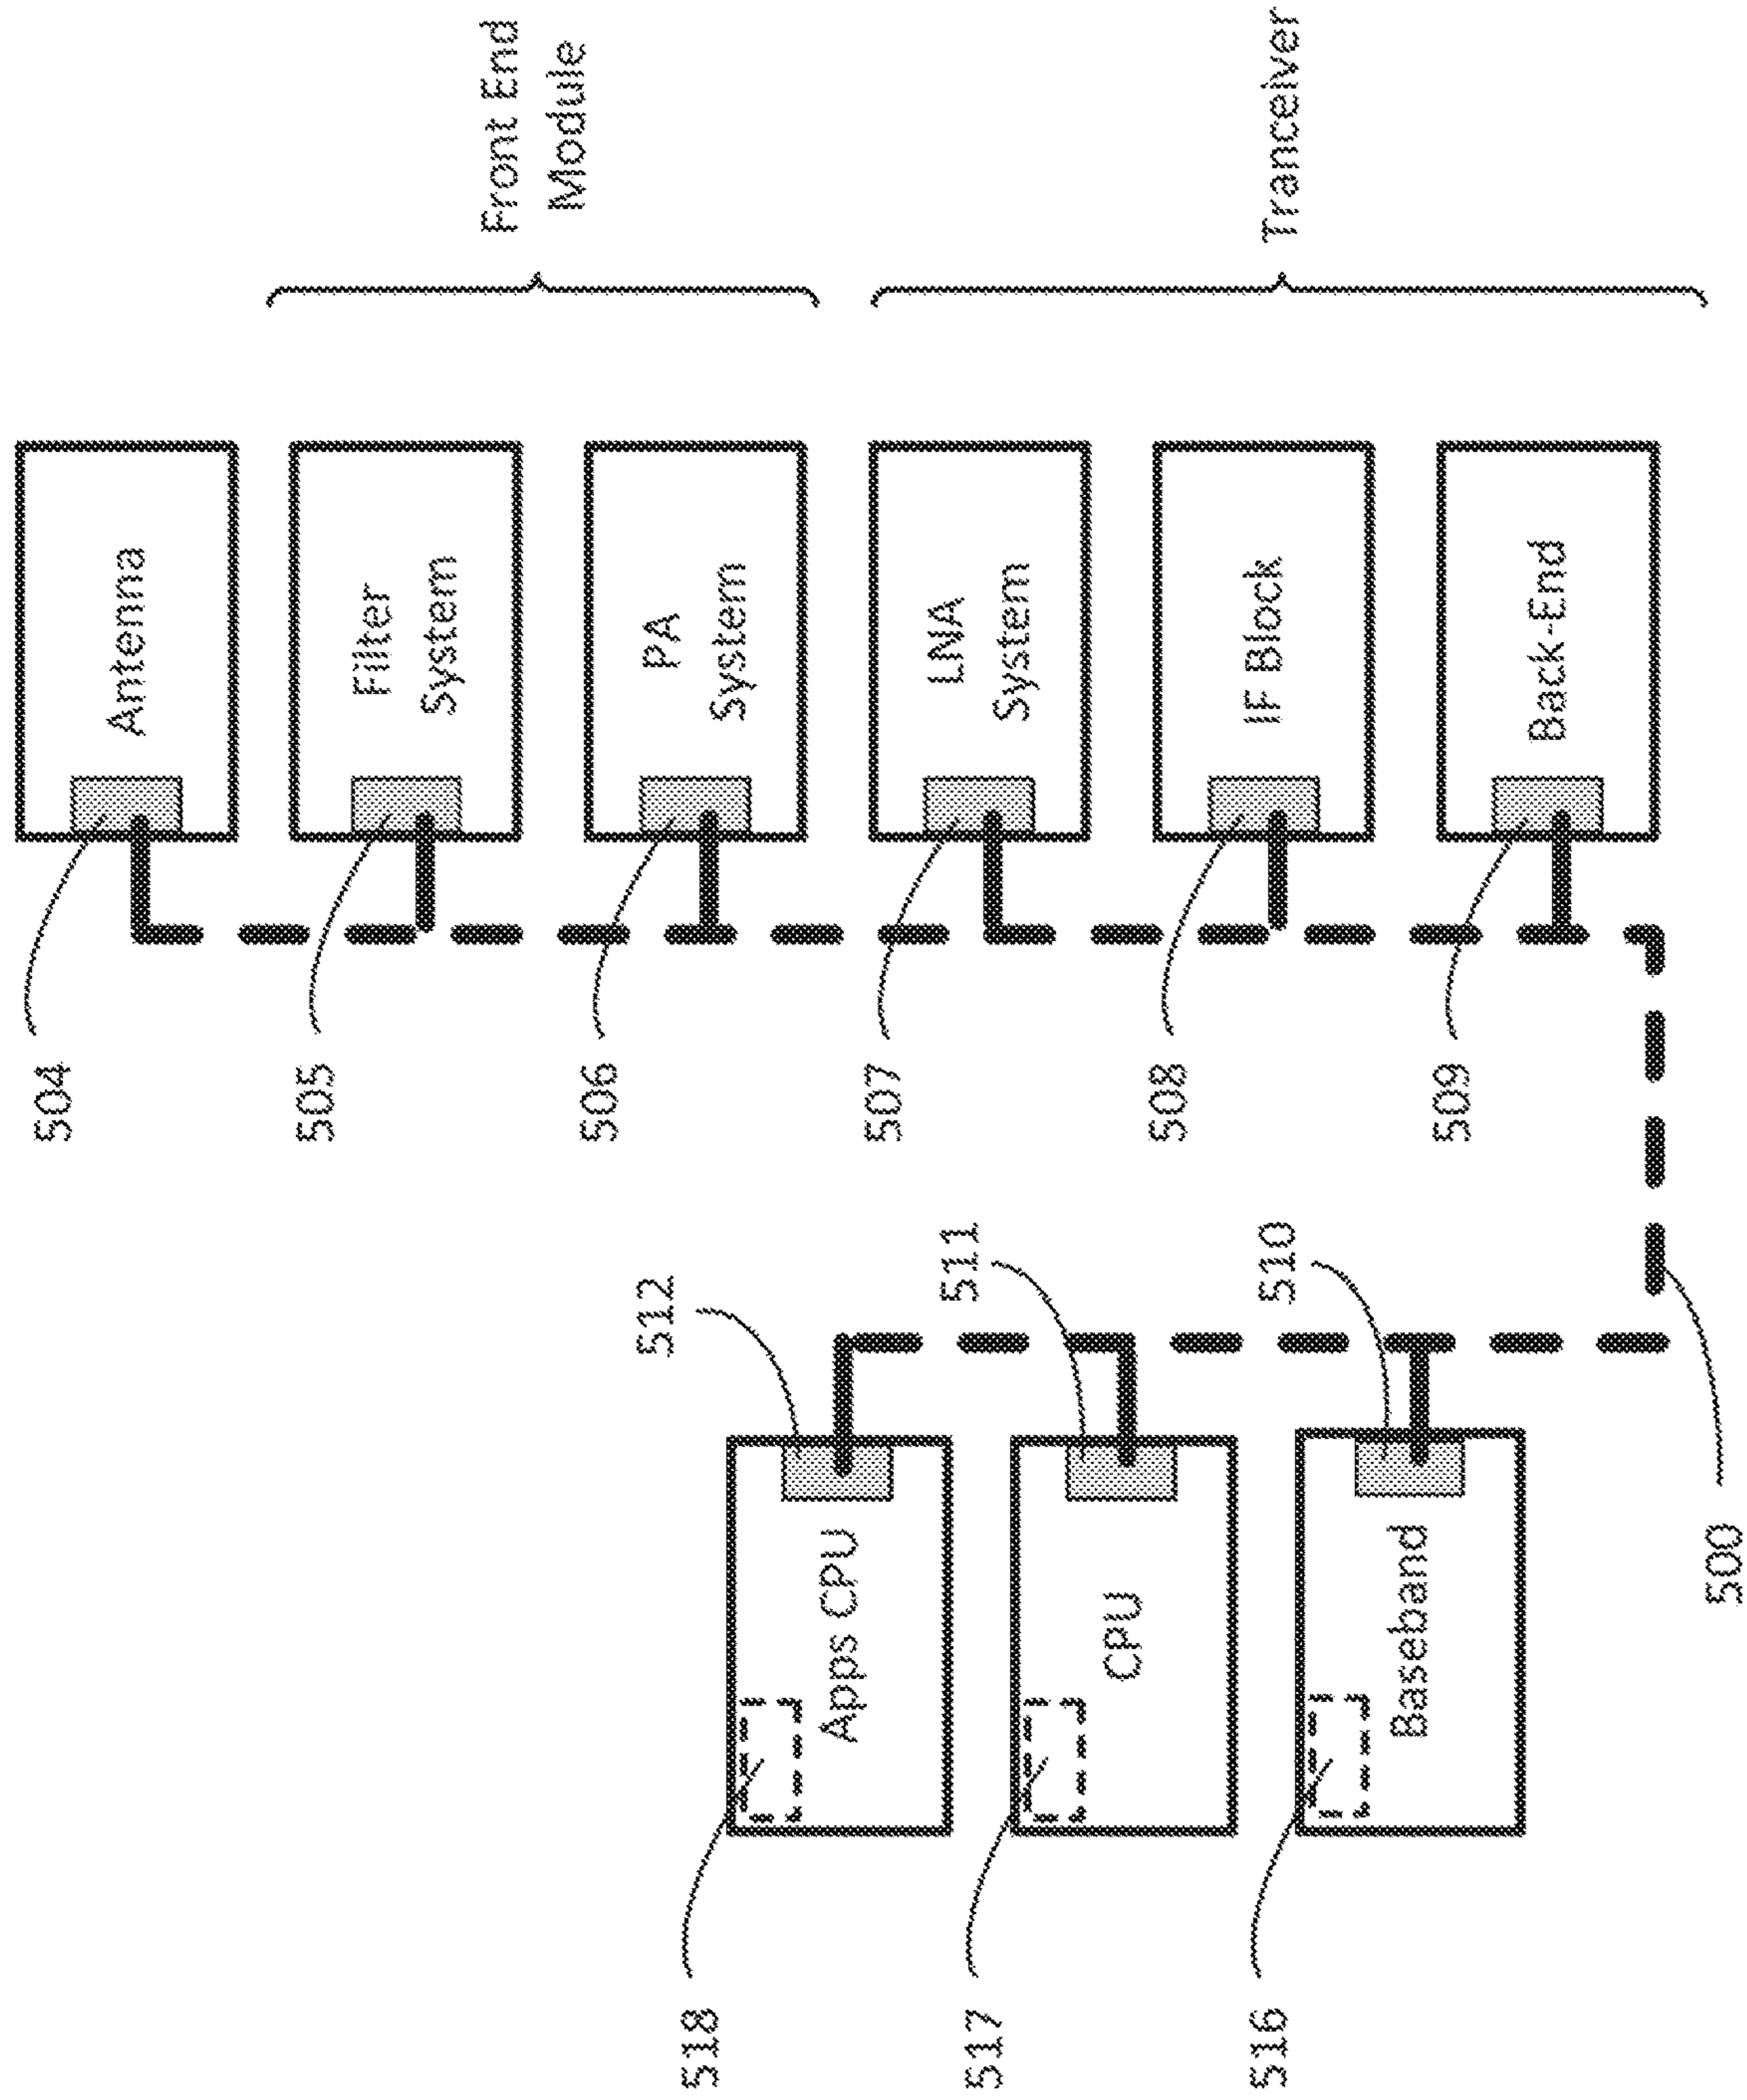 504
Antenna
505
Filter
System
Front End
Module
506
PA
System
518
512
Apps CPU
507
LNA
System
517
511
CPU
508
IF Block
Tranceiver
516
510
Baseband
509
Back-End
500